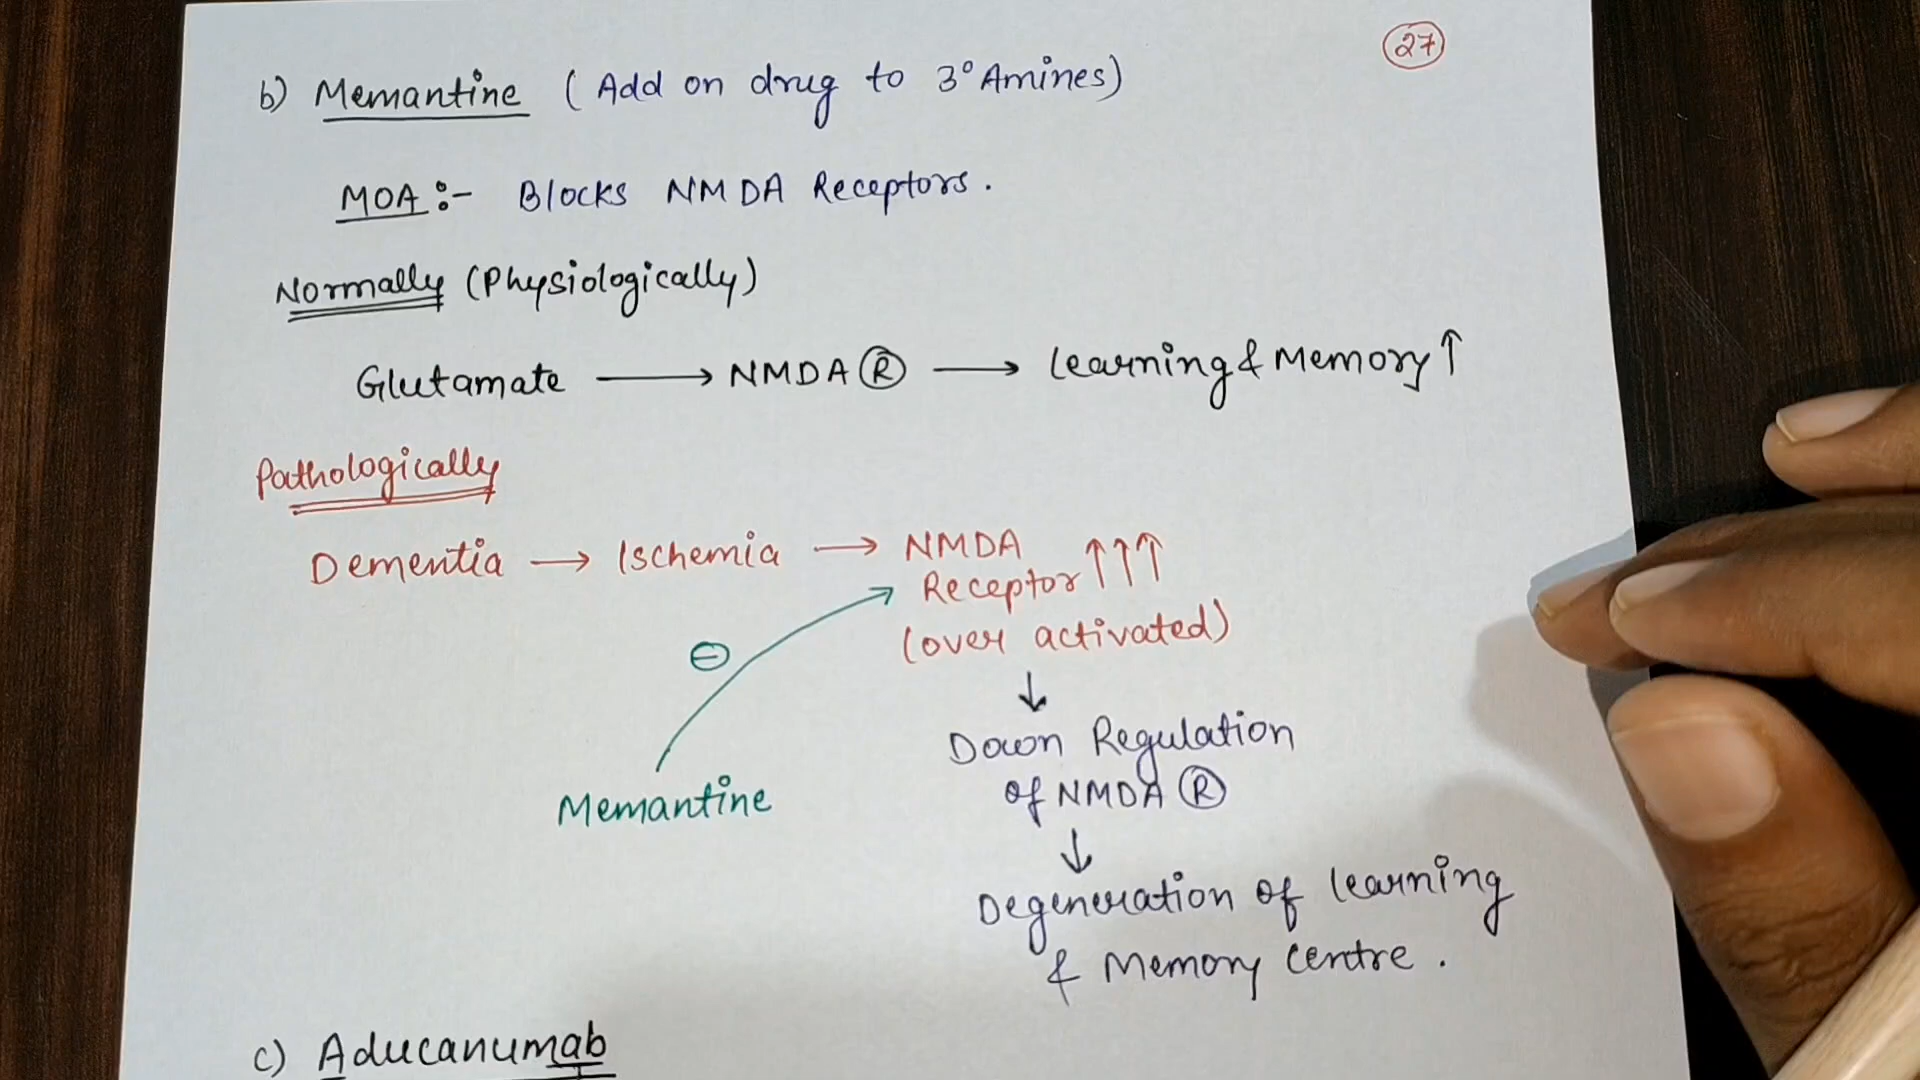 27
b) Memantine (Add on drug to 3° Amines)
MOA:- Blocks NMDA Receptors.
Normally (Physiologically)
Glutamate → NMDA Ⓡ → Learning & Memory ↑
Pathologically
Dementia → Ischemia → NMDA
Receptor ↑↑↑
(over activated)
↓
⊖
Down Regulation
of NMDA Ⓡ
Memantine
↓
Degeneration of learning
& Memory centre.
c) Aducanumab